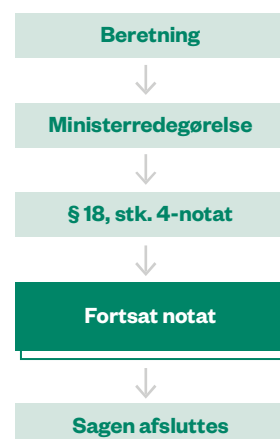 Beretning
Ministerredegørelse
§ 18, stk. 4-notat
Fortsat notat
Sagen afsluttes